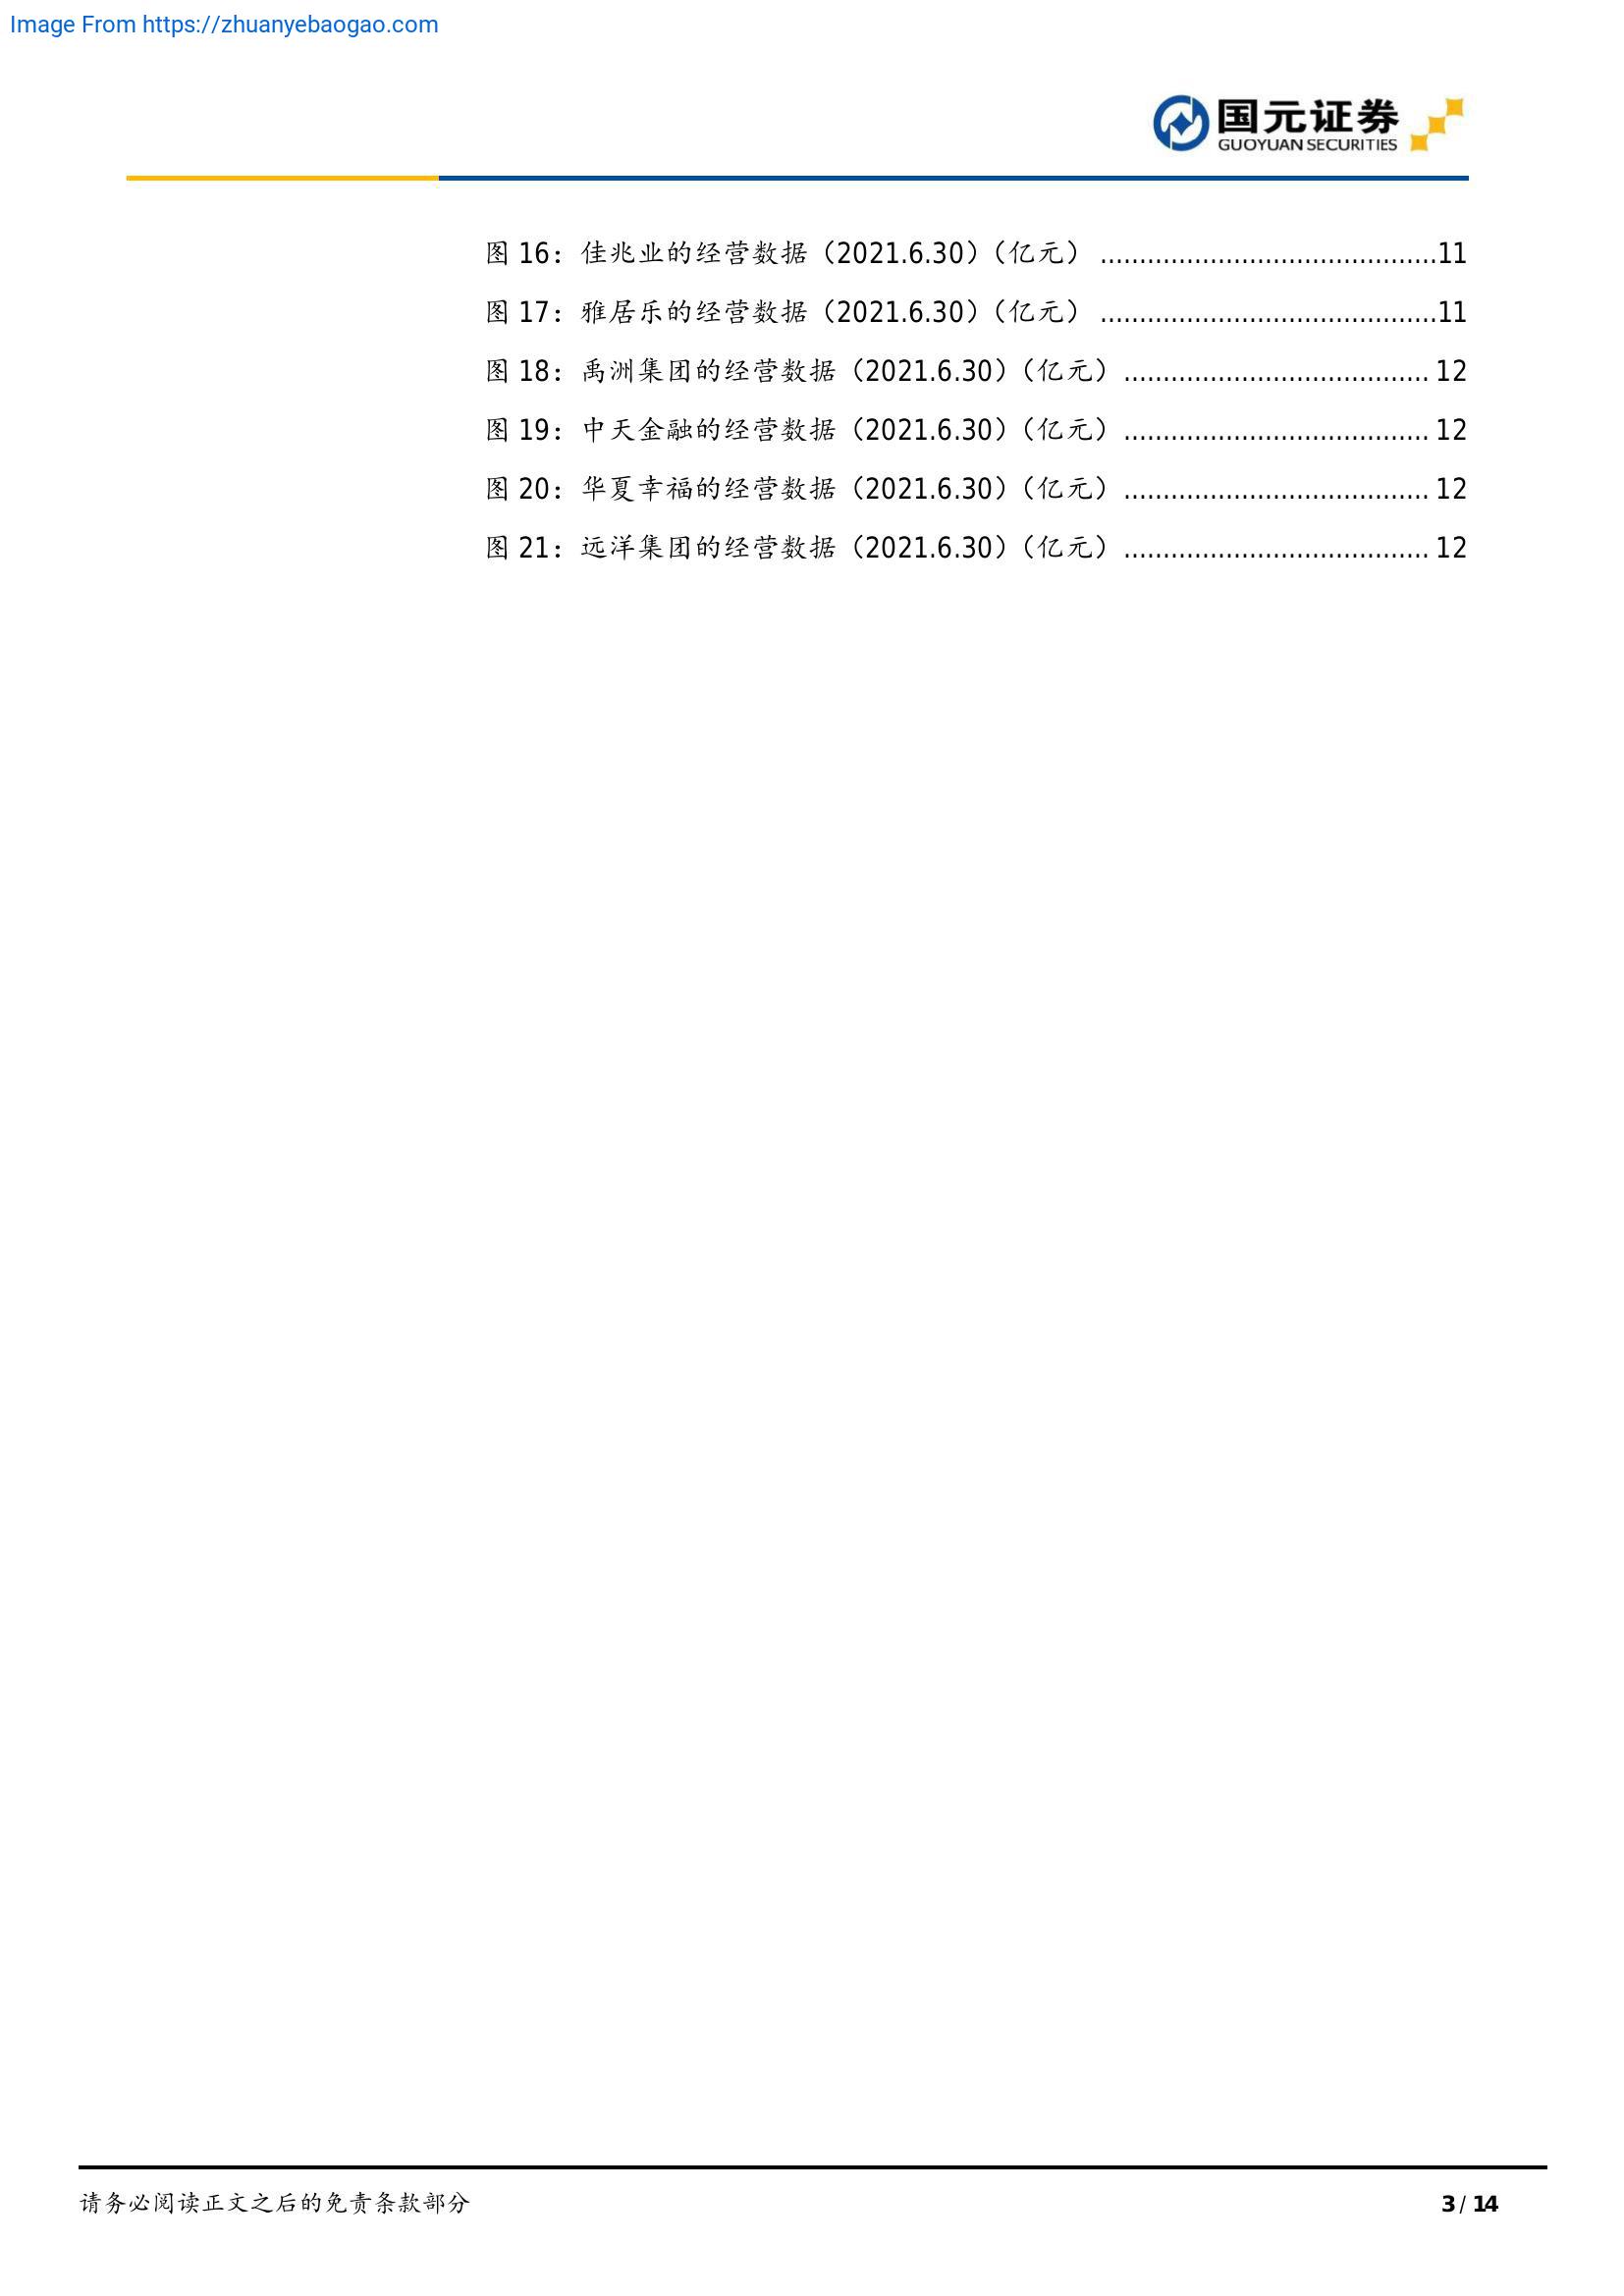 Image From https://zhuanyebaogao.com
国元证券
GUOYUAN SECURITIES
图 16：佳兆业的经营数据（2021.6.30）（亿元） ...........................................11
图 17：雅居乐的经营数据（2021.6.30）（亿元） ...........................................11
图 18：禹洲集团的经营数据（2021.6.30）（亿元）....................................... 12
图 19：中天金融的经营数据（2021.6.30）（亿元）....................................... 12
图 20：华夏幸福的经营数据（2021.6.30）（亿元）....................................... 12
图 21：远洋集团的经营数据（2021.6.30）（亿元）....................................... 12
请务必阅读正文之后的免责条款部分 3 / 14